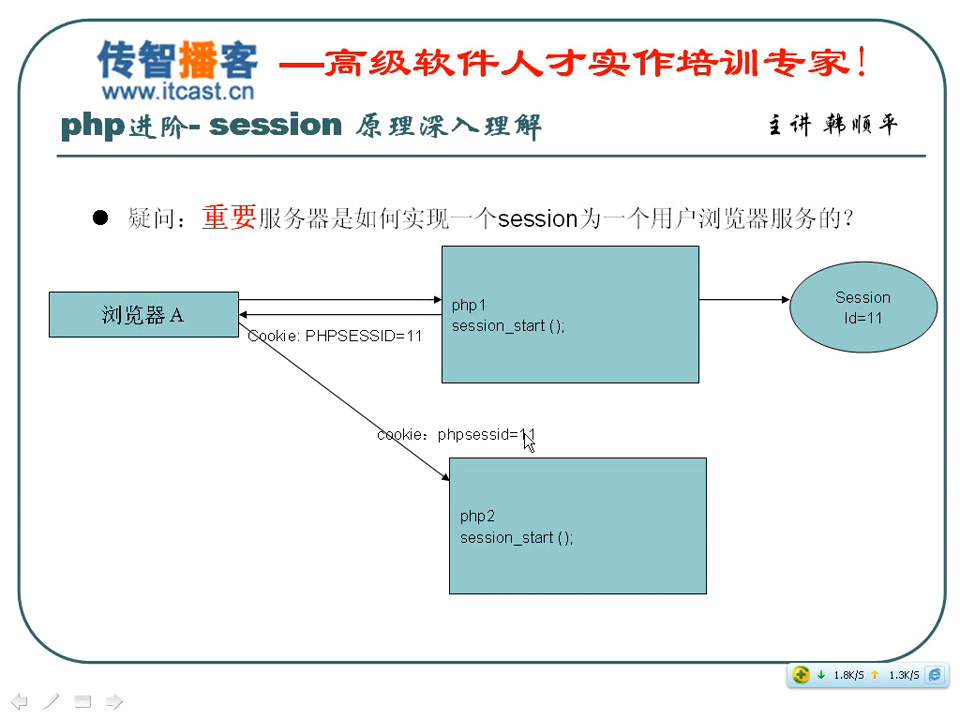 传智播客 —高级软件人才实作培训专家!
www.itcast.cn
php进阶- session 原理深入理解 主讲 韩顺平
● 疑问：重要服务器是如何实现一个session为一个用户浏览器服务的?
浏览器A
Cookie: PHPSESSID=11
php1
session_start ();
Session
Id=11
cookie：phpsessid=11
php2
session_start ();
1.8K/S 1.3K/S